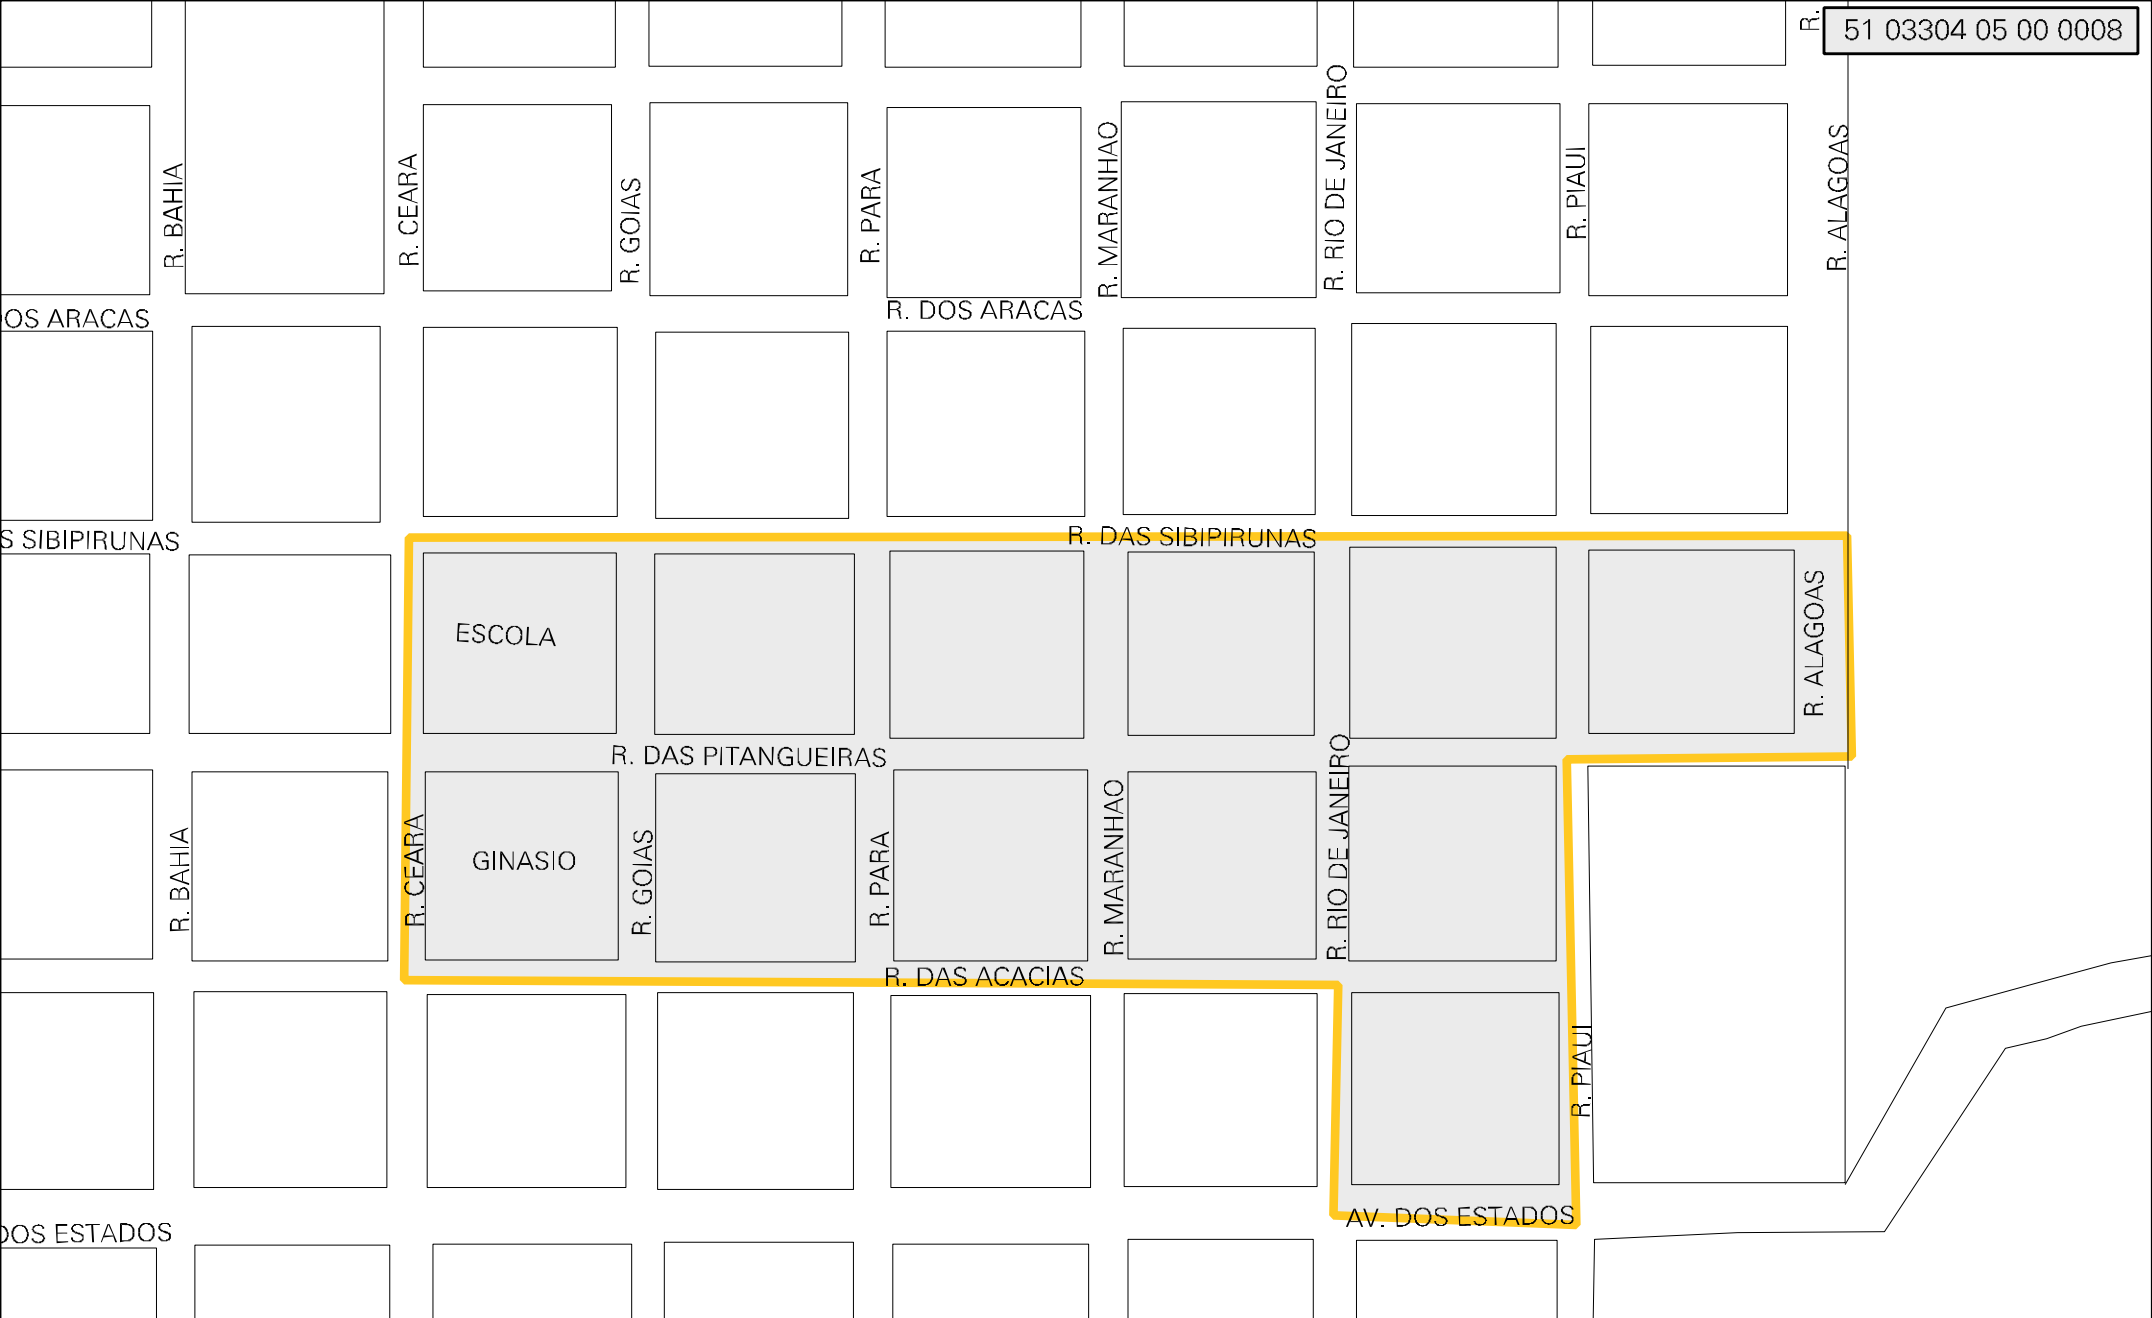 R.
51 03304 05 00 0008
R. BAHIA
R. CEARA
R. GOIAS
R. PARA
R. MARANHAO
R. RIO DE JANEIRO
R. PIAUI
R. ALAGOAS
OS ARACAS
R. DOS ARACAS
S SIBIPIRUNAS
R. DAS SIBIPIRUNAS
ESCOLA
R. ALAGOAS
R. DAS PITANGUEIRAS
R. BAHIA
R. CEARA
GINASIO
R. GOIAS
R. PARA
R. MARANHAO
R. RIO DE JANEIRO
R. DAS ACACIAS
R. PIAUI
AV. DOS ESTADOS
DOS ESTADOS